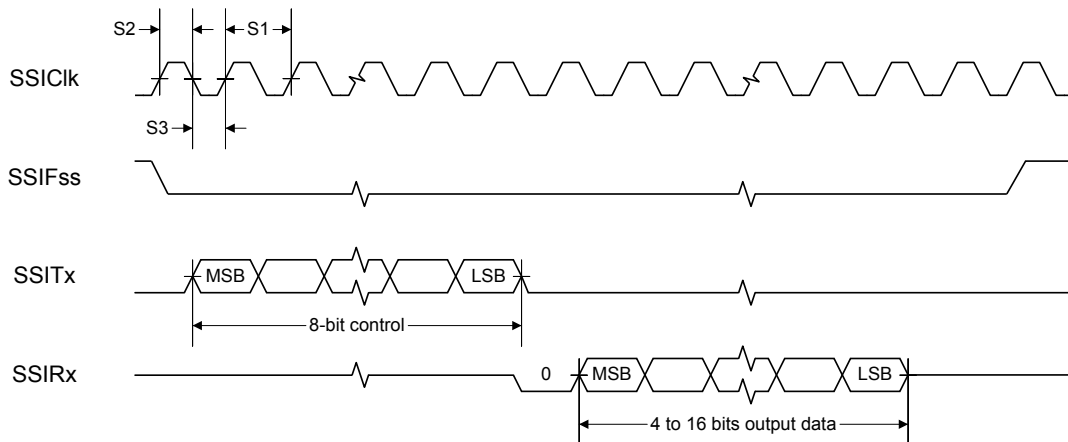 S2
S1
SSIClk
S3
SSIFss
SSITx
MSB
LSB
8-bit control
SSIRx
0
MSB
LSB
4 to 16 bits output data